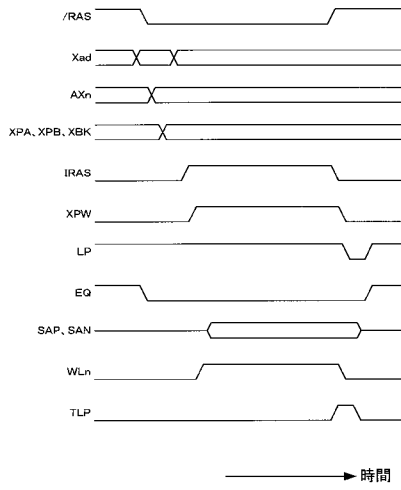 /RAS
Xad
AXn
XPA、XPB、XBK
IRAS
XPW
LP
EQ
SAP、SAN
WLn
TLP
時間